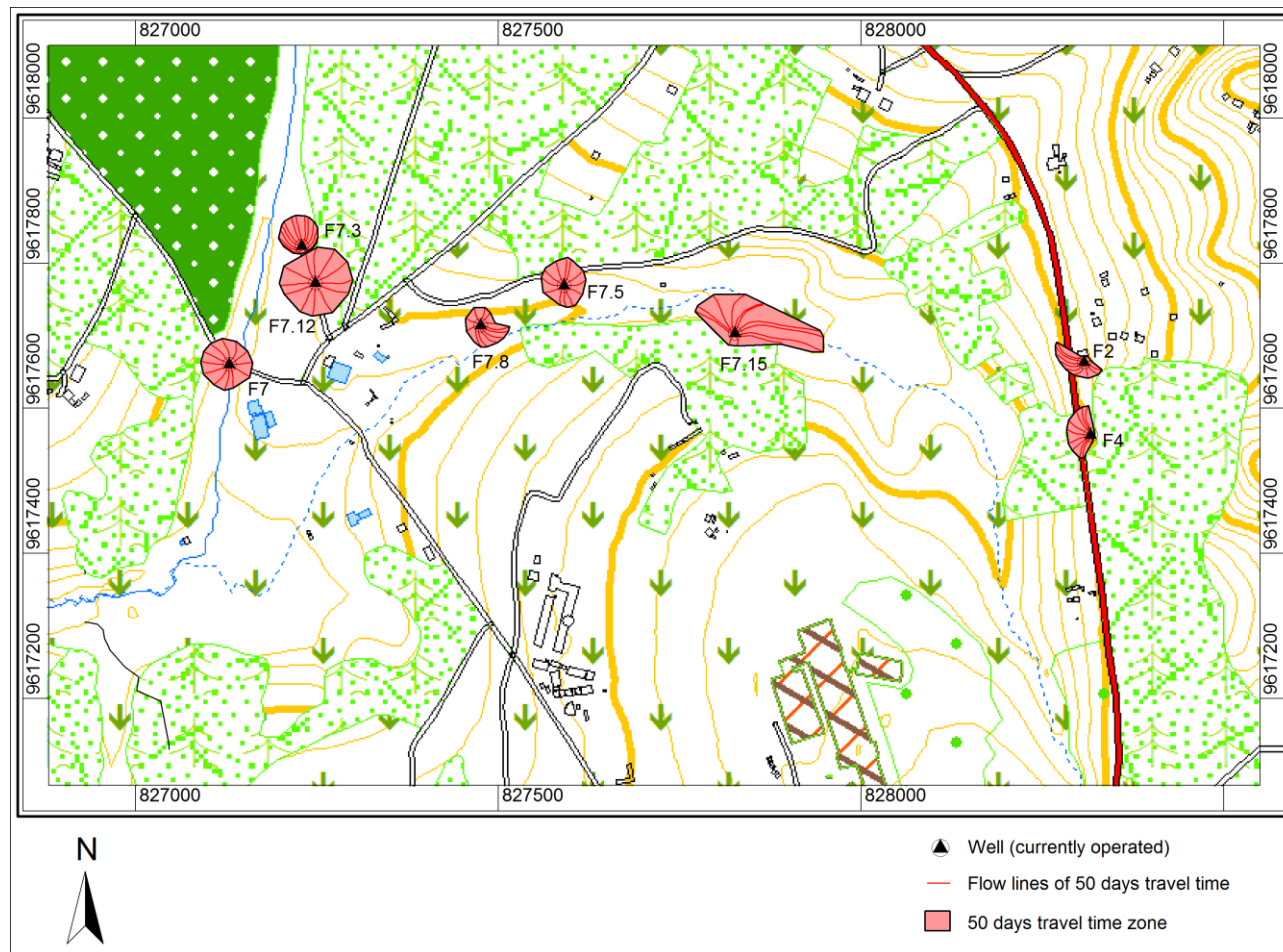 827000 827500 828000
9618000 9618000
9617800 9617800
9617600 9617600
9617400 9617400
9617200 9617200
F7.3
F7.12
F7.5
F7.8
F7.15
F7
F2
F4
827000 827500 828000
N
Well (currently operated)
Flow lines of 50 days travel time
50 days travel time zone